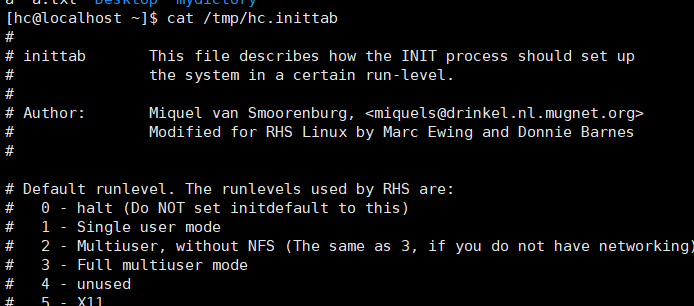 a  a.txt  Desktop  mydictory
[hc@localhost ~]$ cat /tmp/hc.inittab
#
# inittab       This file describes how the INIT process should set up
#               the system in a certain run-level.
#
# Author:       Miquel van Smoorenburg, <miquels@drinkel.nl.mugnet.org>
#               Modified for RHS Linux by Marc Ewing and Donnie Barnes
#

# Default runlevel. The runlevels used by RHS are:
#   0 - halt (Do NOT set initdefault to this)
#   1 - Single user mode
#   2 - Multiuser, without NFS (The same as 3, if you do not have networking)
#   3 - Full multiuser mode
#   4 - unused
#   5 - X11